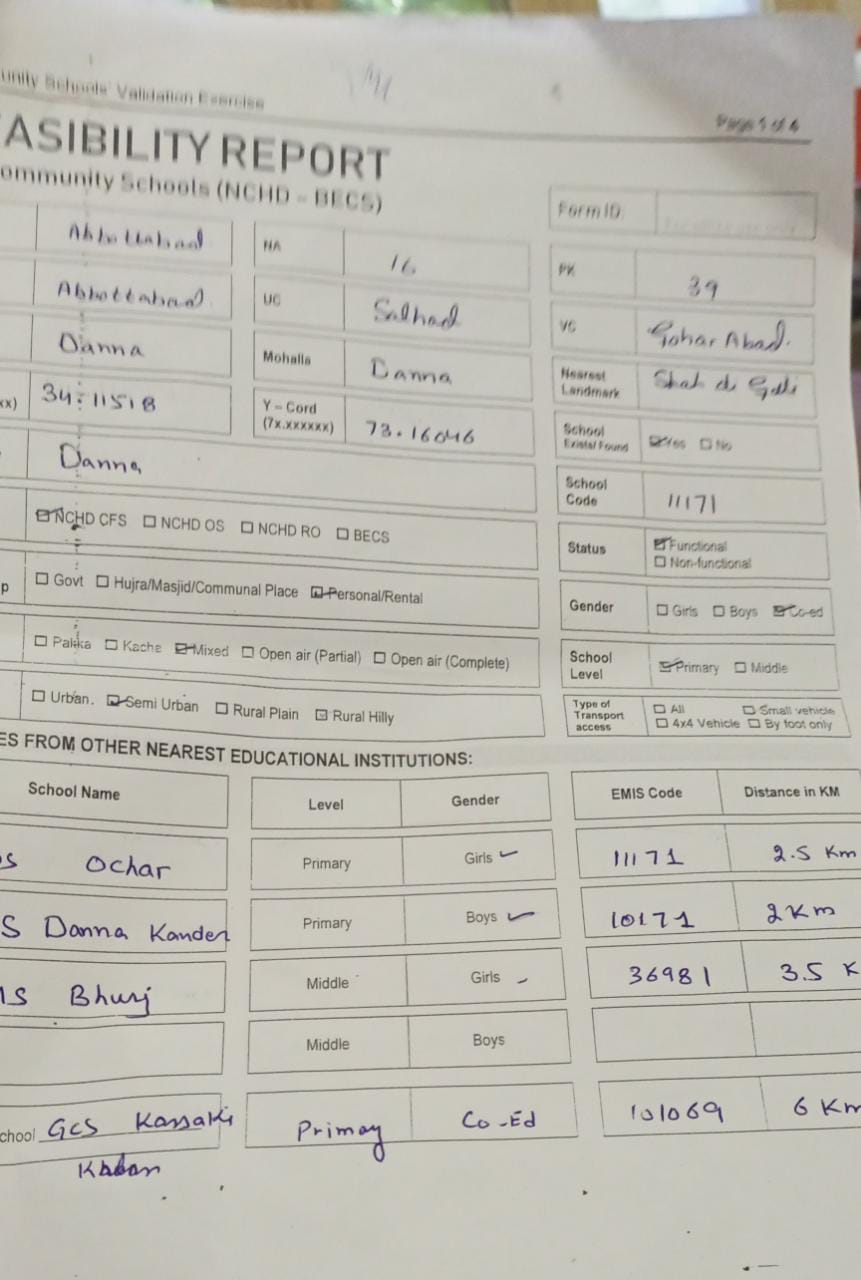 unity Schools' Validation Exercise
Page 1 of 4
ASIBILITY REPORT
ommunity Schools (NCHD - BECS)
Form ID:
Abbottabad NA 16 PK 39
Abbottabad UC Salhad VC Gohar Abad.
Danna Mohalla Danna Nearest Landmark Shah di Galli
xx) 34.11518 Y - Cord (7x.xxxxxx) 73.16046 School Exists/Found ☑Yes ☐ No
Danna School Code 11171
☑NCHD CFS ☐ NCHD OS ☐ NCHD RO ☐ BECS Status ☑Functional ☐ Non-functional
p ☐ Govt ☐ Hujra/Masjid/Communal Place ☑Personal/Rental Gender ☐ Girls ☐ Boys ☑Co-ed
☐ Pakka ☐ Kacha ☑Mixed ☐ Open air (Partial) ☐ Open air (Complete) School Level ☑Primary ☐ Middle
☐ Urban. ☑Semi Urban ☐ Rural Plain ☐ Rural Hilly Type of Transport access ☐ All ☐ Small vehicle ☐ 4x4 Vehicle ☐ By foot only
ES FROM OTHER NEAREST EDUCATIONAL INSTITUTIONS:
School Name Level Gender EMIS Code Distance in KM
S Ochar Primary Girls ✓ 11171 2.5 Km
S Danna Kander Primary Boys ✓ 10171 2 Km
MS Bhurj Middle Girls ✓ 36981 3.5 K
Middle Boys
chool GCS Kassaki Primay Co-Ed 101069 6 Km